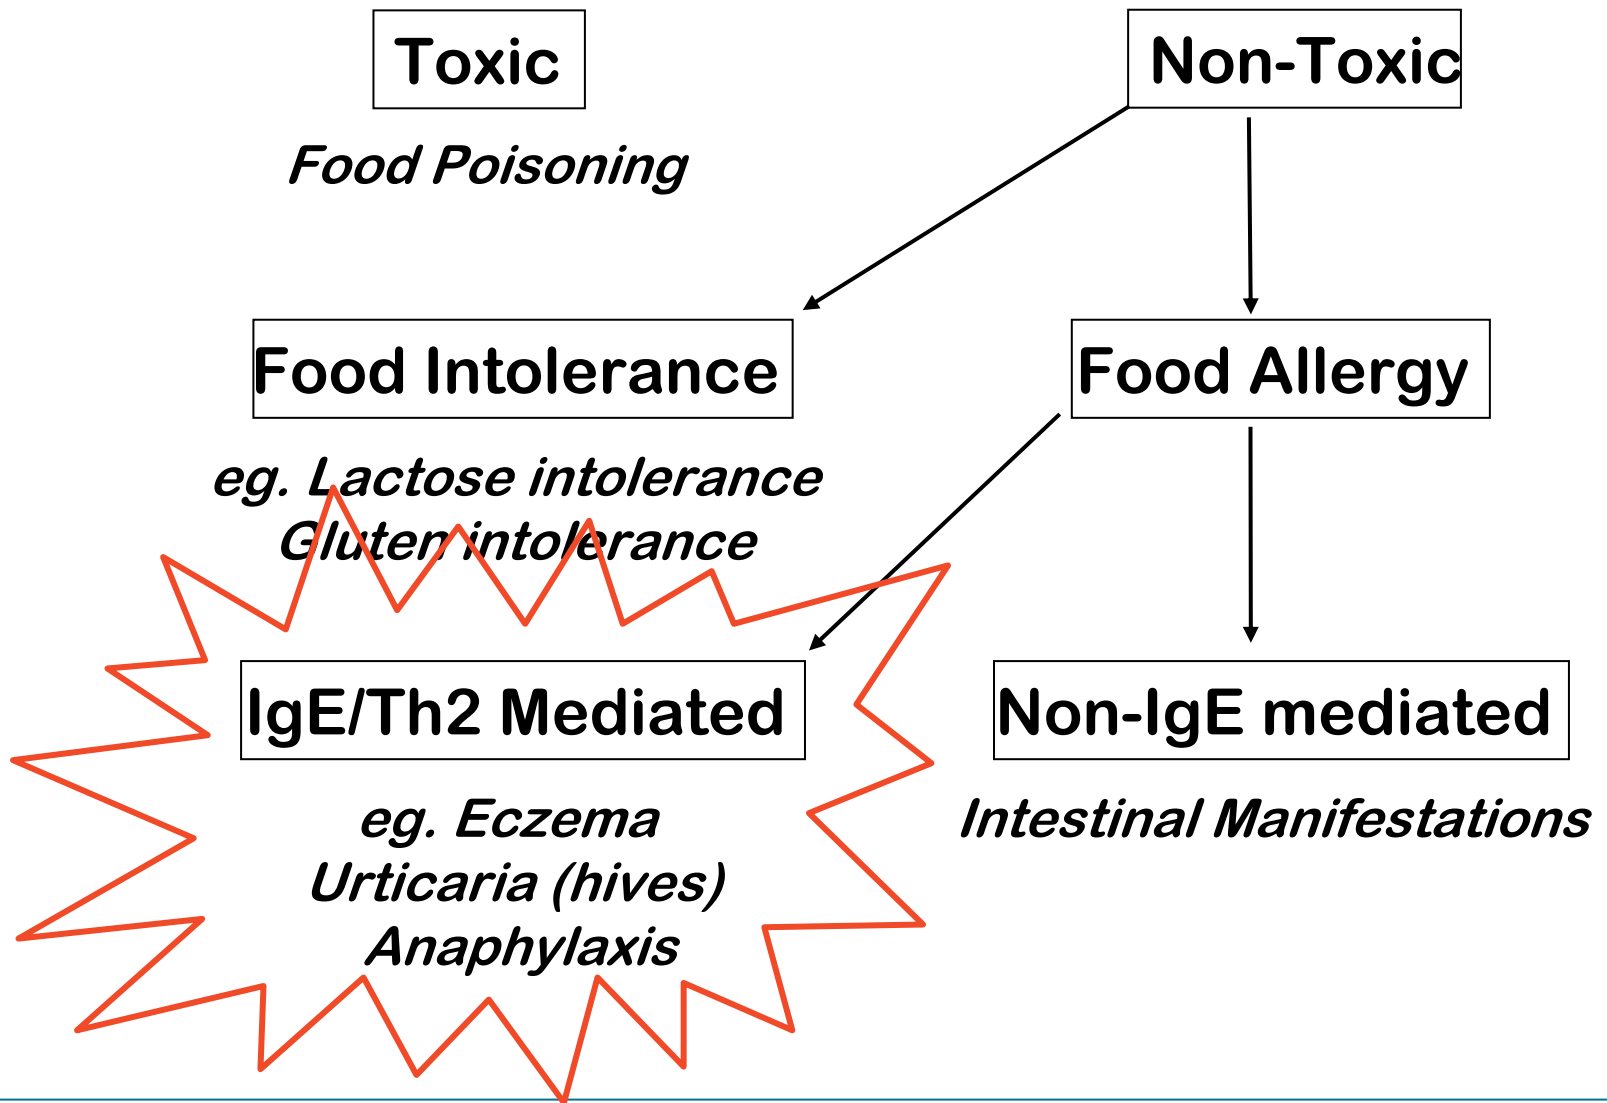 Toxic
Non-Toxic
Food Poisoning
Food Intolerance
Food Allergy
eg. Lactose intolerance
Gluten intolerance
IgE/Th2 Mediated
Non-IgE mediated
eg. Eczema
Intestinal Manifestations
Urticaria (hives)
Anaphylaxis